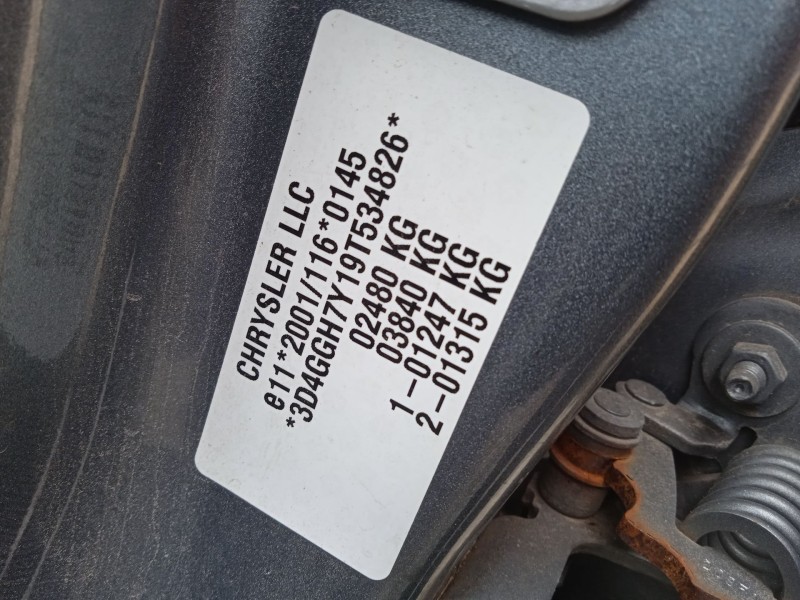 CHRYSLER LLC
e11*2001/116*0145
*3D4GGH7Y19T534826*
02480 KG
03840 KG
1-01247 KG
2-01315 KG